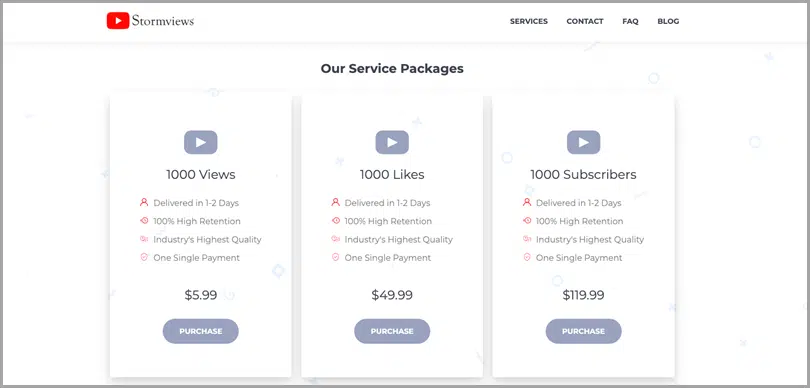 Stormviews
SERVICES CONTACT FAQ BLOG
Our Service Packages
1000 Views
Delivered in 1-2 Days
100% High Retention
Industry's Highest Quality
One Single Payment
$5.99
PURCHASE
1000 Likes
Delivered in 1-2 Days
100% High Retention
Industry's Highest Quality
One Single Payment
$49.99
PURCHASE
1000 Subscribers
Delivered in 1-2 Days
100% High Retention
Industry's Highest Quality
One Single Payment
$119.99
PURCHASE